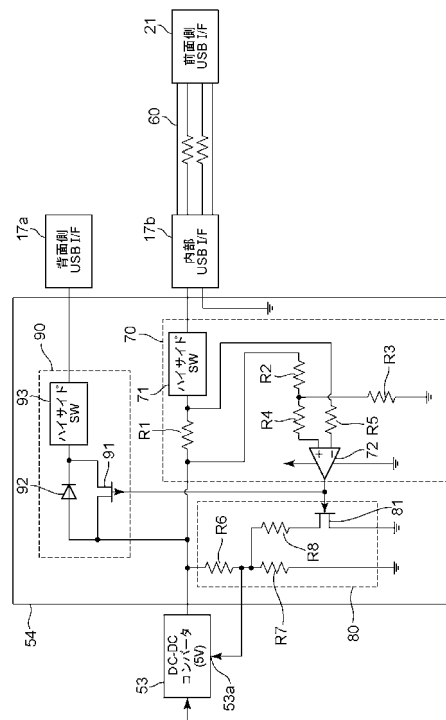 54
53
DC-DC
コンバータ
(5V)
53a
90
92
93
ハイサイド
SW
91
17a
背面側
USB I/F
70
71
ハイサイド
SW
R1
17b
内部
USB I/F
60
21
前面側
USB I/F
R2
R4
R3
R5
72
R6
R8
R7
81
80